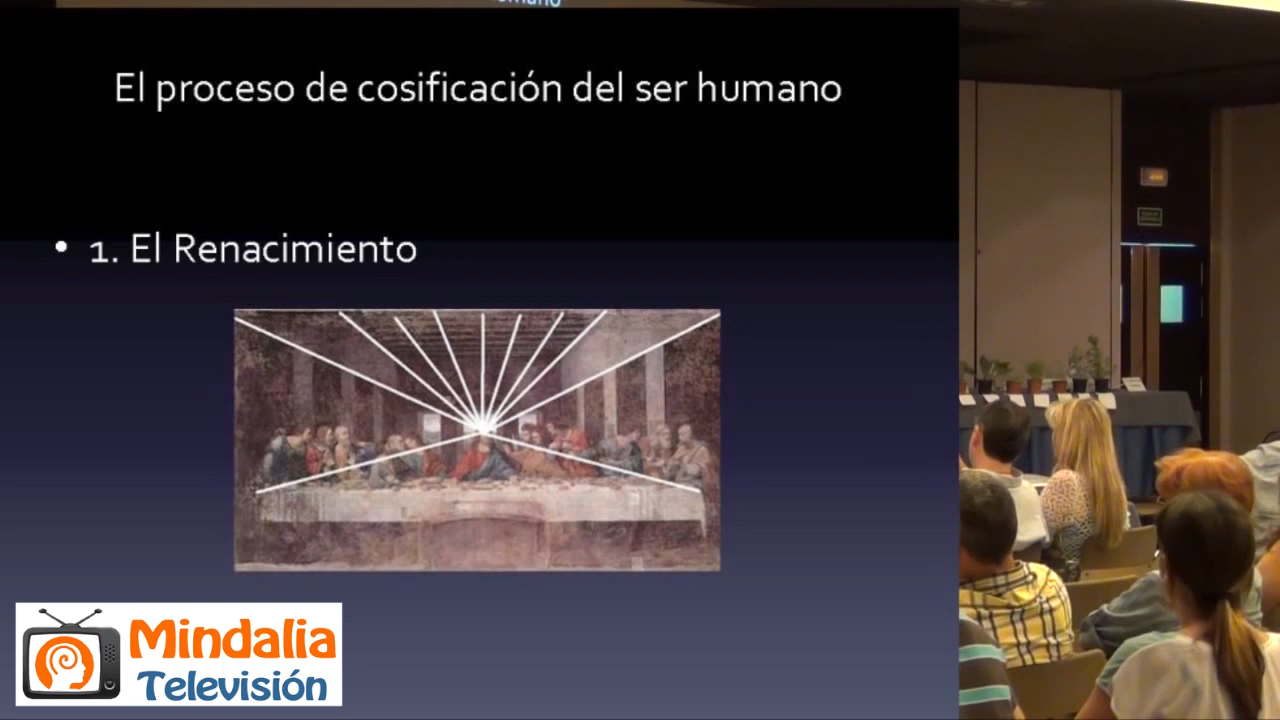 El proceso de cosificación del ser humano
• 1. El Renacimiento
Mindalia
Televisión